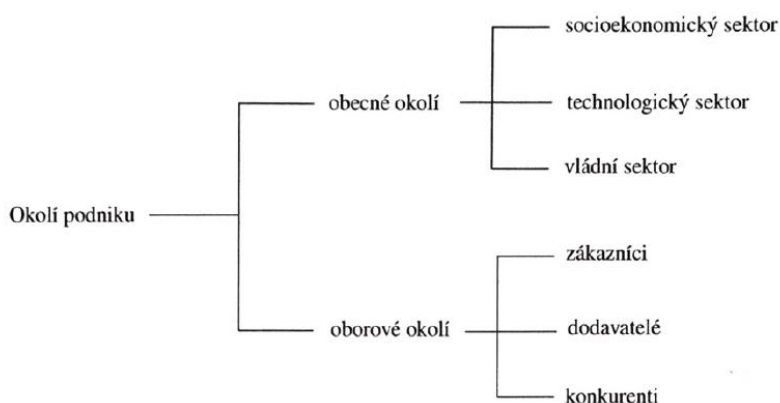 Okolí podniku
obecné okolí
socioekonomický sektor
technologický sektor
vládní sektor
oborové okolí
zákazníci
dodavatelé
konkurenti